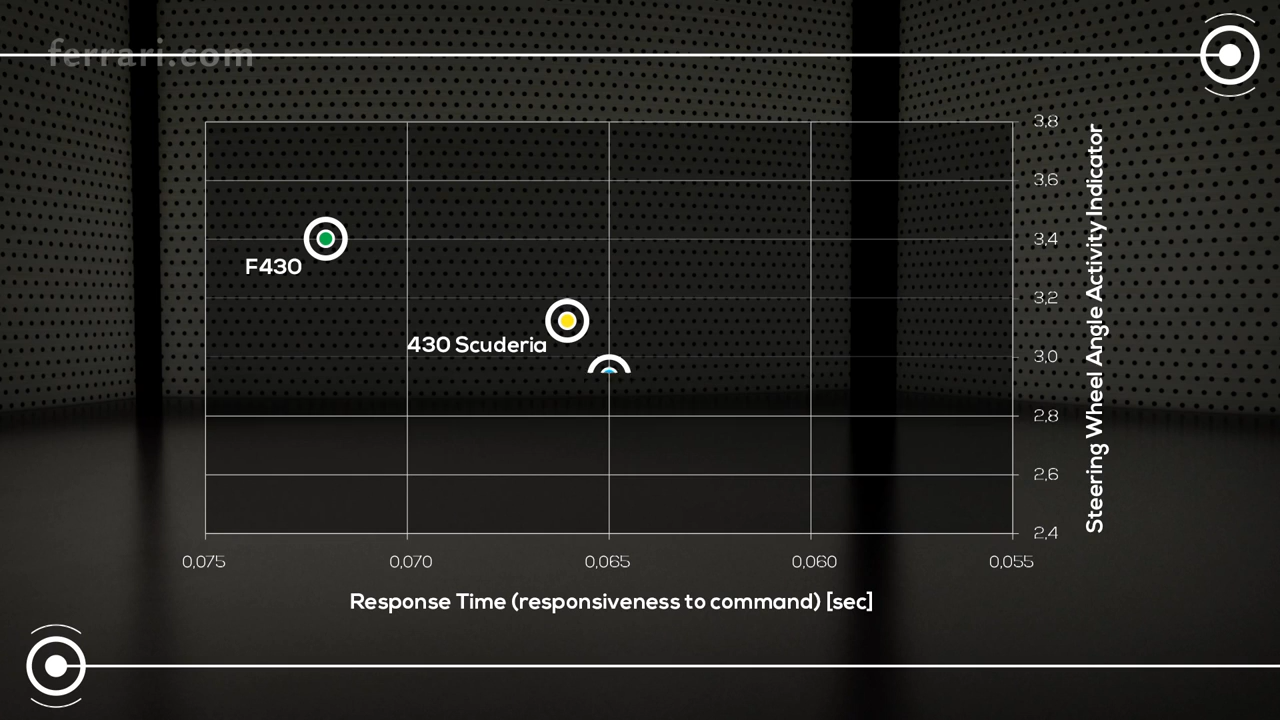 ferrari.com
3,8
3,6
3,4
F430
3,2
430 Scuderia
3,0
2,8
2,6
2,4
Steering Wheel Angle Activity Indicator
0,075 0,070 0,065 0,060 0,055
Response Time (responsiveness to command) [sec]